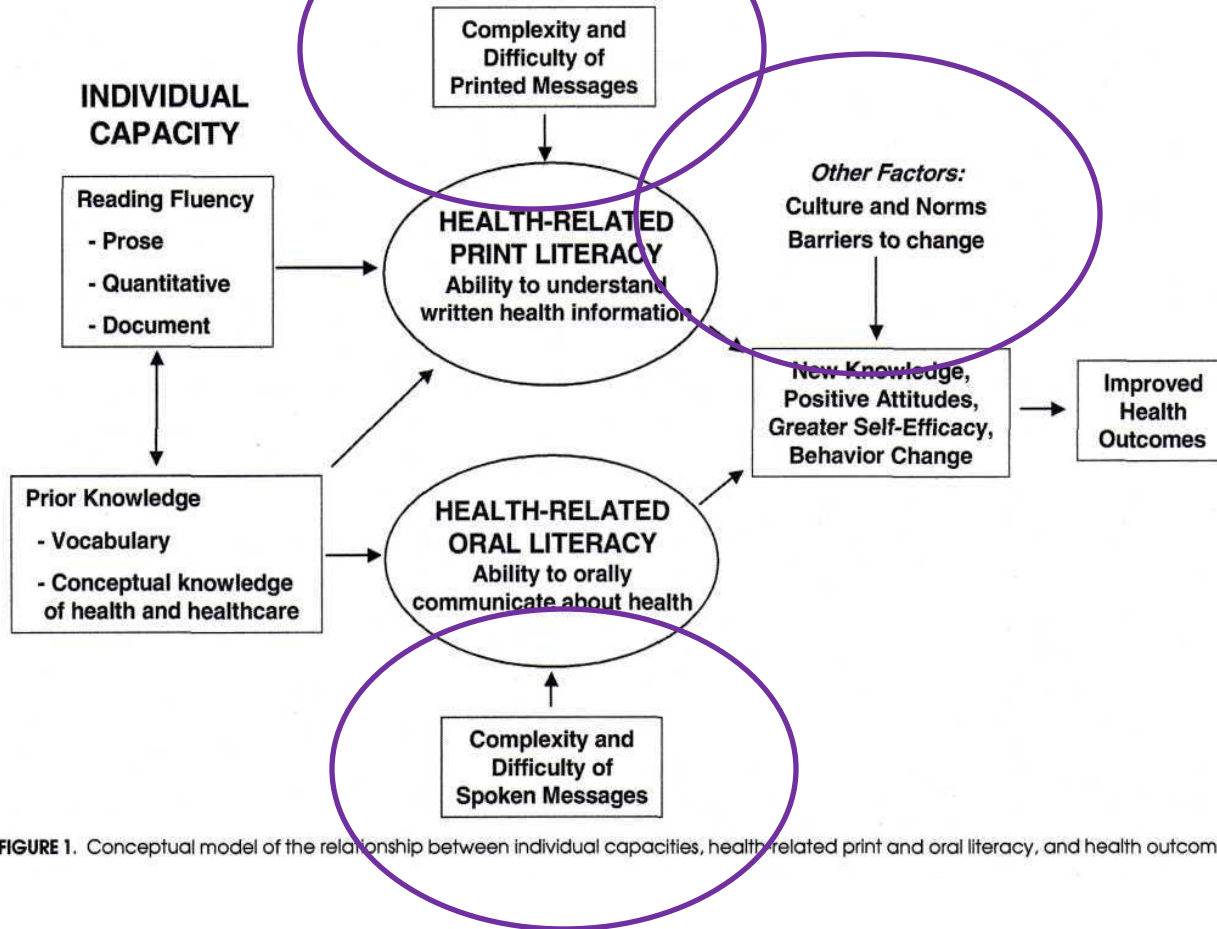 Complexity and
Difficulty of
Printed Messages
INDIVIDUAL
CAPACITY
Reading Fluency
- Prose
- Quantitative
- Document
HEALTH-RELATED
PRINT LITERACY
Ability to understand
written health information
Other Factors:
Culture and Norms
Barriers to change
New Knowledge,
Positive Attitudes,
Greater Self-Efficacy,
Behavior Change
Improved
Health
Outcomes
Prior Knowledge
- Vocabulary
- Conceptual knowledge
of health and healthcare
HEALTH-RELATED
ORAL LITERACY
Ability to orally
communicate about health
Complexity and
Difficulty of
Spoken Messages
FIGURE 1. Conceptual model of the relationship between individual capacities, health-related print and oral literacy, and health outcom